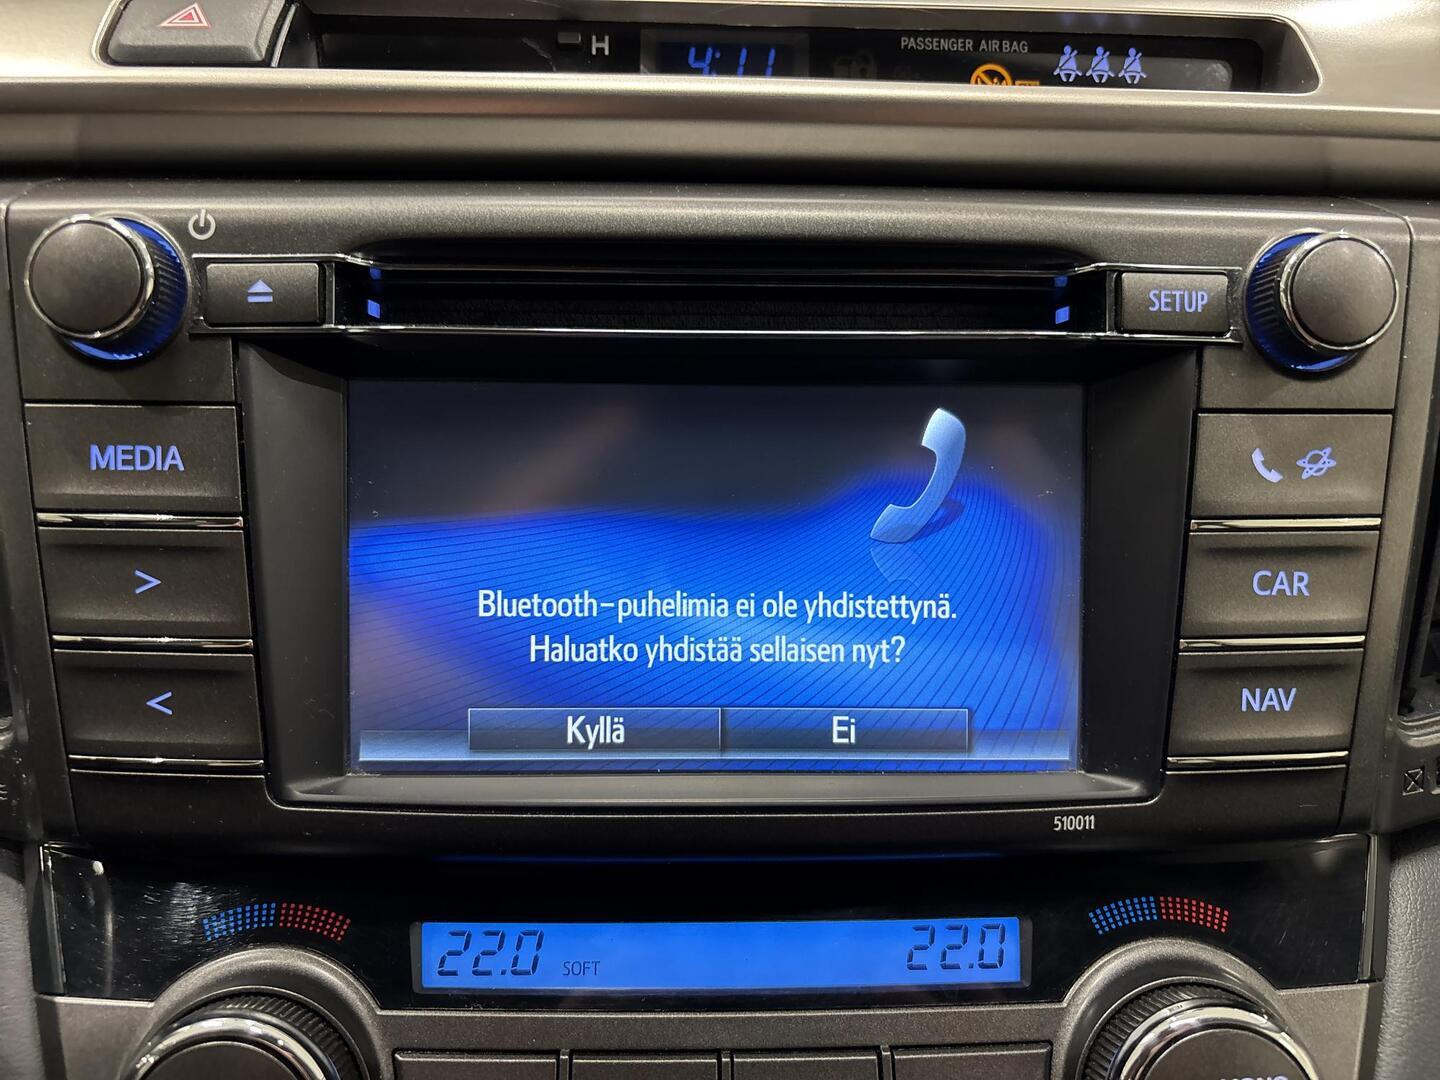 H
4:11
PASSENGER AIR BAG
SETUP
MEDIA
>
<
CAR
NAV
Bluetooth-puhelimia ei ole yhdistettynä.
Haluatko yhdistää sellaisen nyt?
Kyllä Ei
510011
22.0 SOFT 22.0